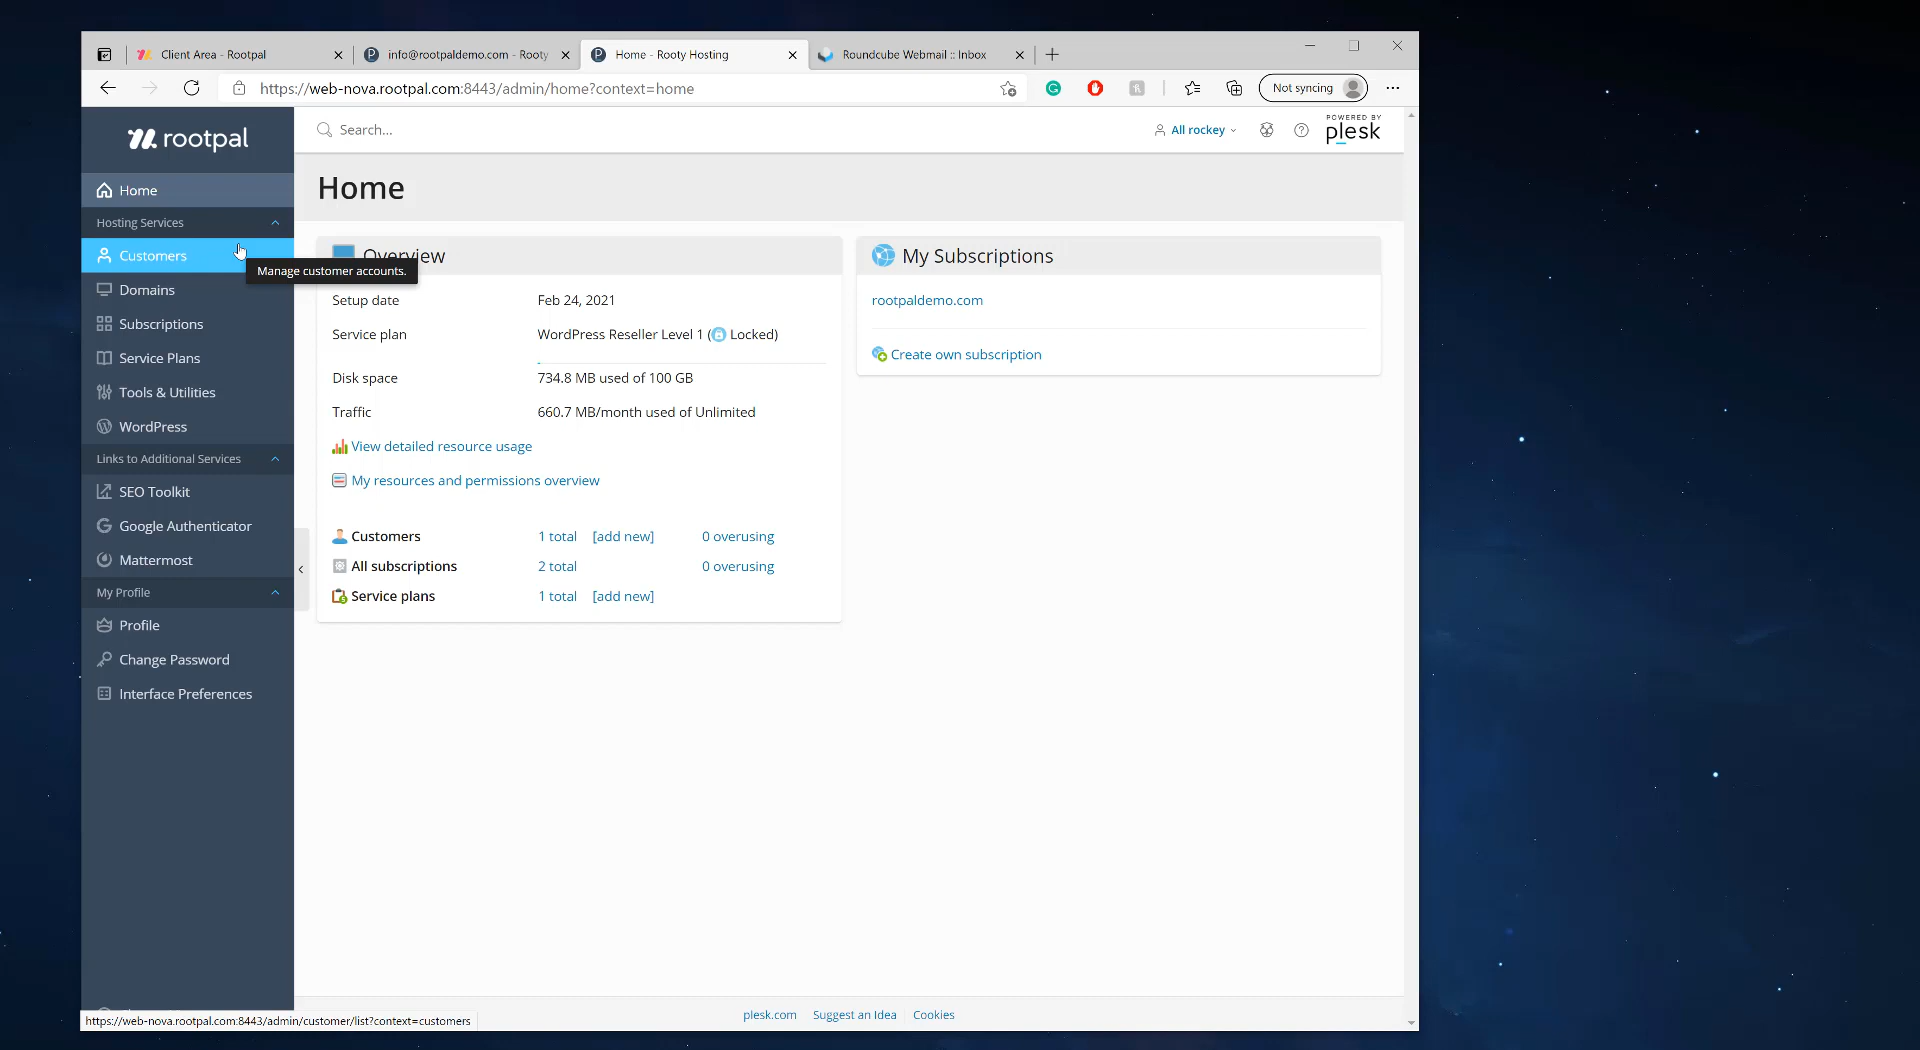 Client Area - Rootpal
info@rootpaldemo.com - Rooty
Home - Rooty Hosting
Roundcube Webmail :: Inbox
https://web-nova.rootpal.com:8443/admin/home?context=home
Not syncing
rootpal
Search...
All rockey
POWERED BY
plesk
Home
Home
Hosting Services
Customers
Manage customer accounts.
Domains
Subscriptions
Service Plans
Tools & Utilities
WordPress
Links to Additional Services
SEO Toolkit
Google Authenticator
Mattermost
My Profile
Profile
Change Password
Interface Preferences
Overview
Setup date Feb 24, 2021
Service plan WordPress Reseller Level 1 (Locked)
Disk space 734.8 MB used of 100 GB
Traffic 660.7 MB/month used of Unlimited
View detailed resource usage
My resources and permissions overview
Customers 1 total [add new] 0 overusing
All subscriptions 2 total 0 overusing
Service plans 1 total [add new]
My Subscriptions
rootpaldemo.com
Create own subscription
plesk.com Suggest an Idea Cookies
https://web-nova.rootpal.com:8443/admin/customer/list?context=customers